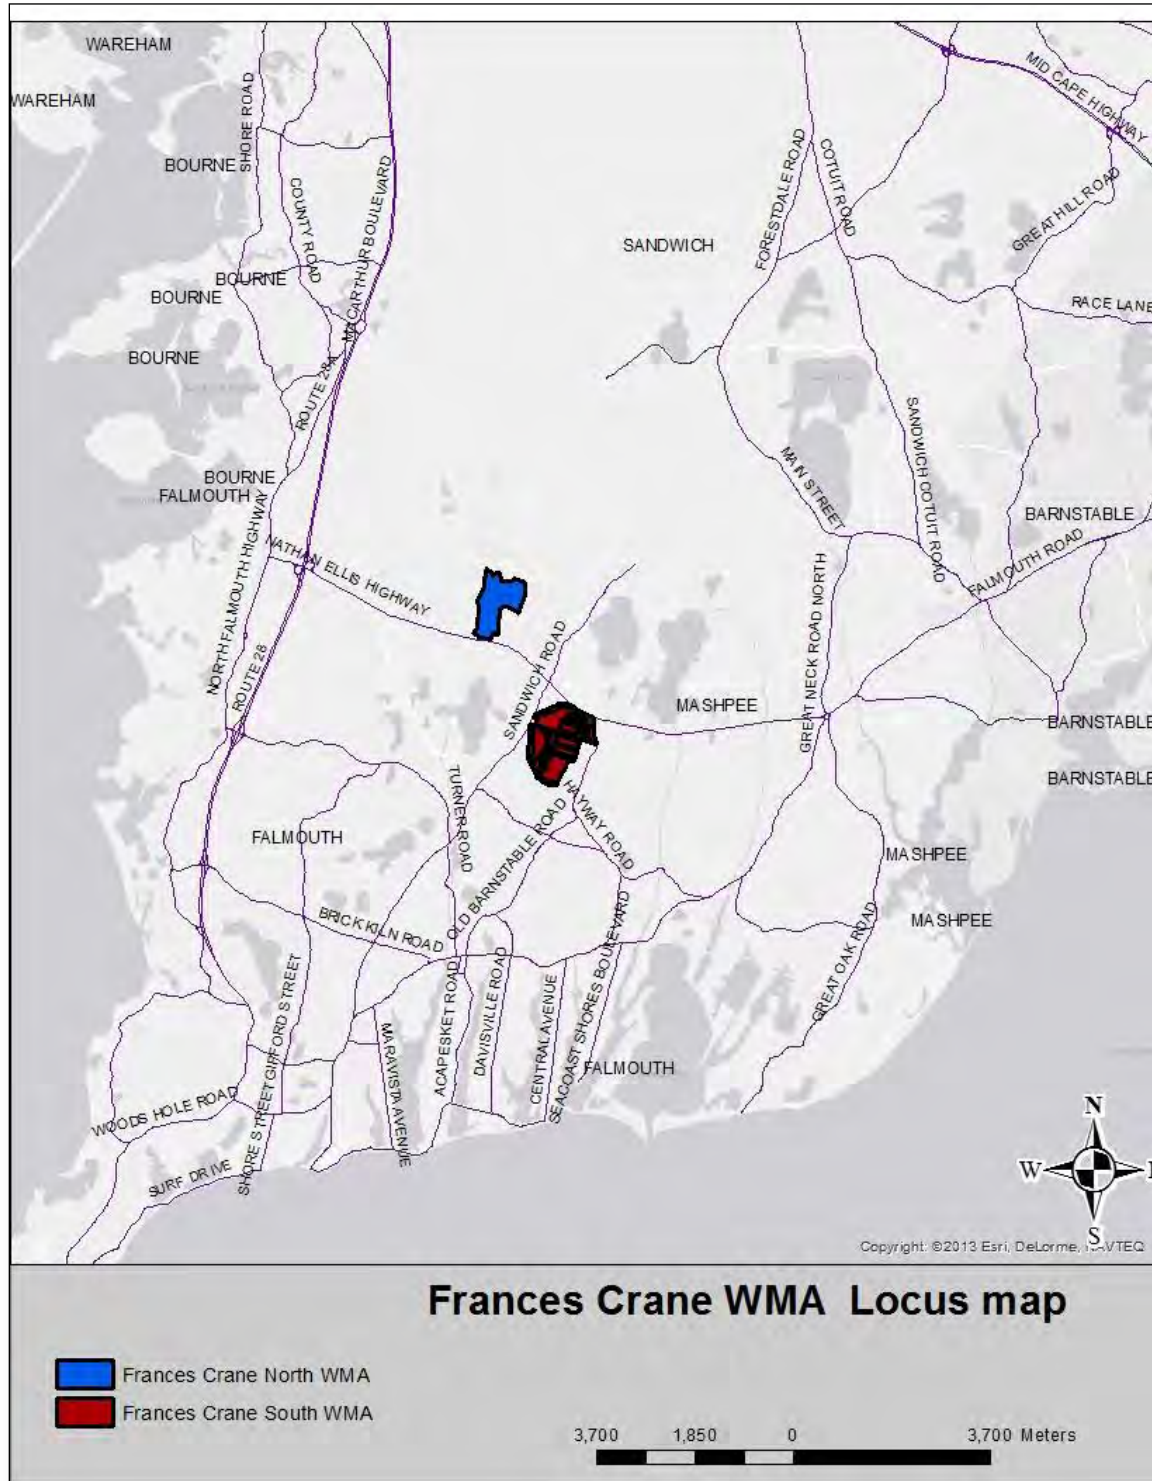 WAREHAM
WAREHAM
SHORE ROAD
MID CAPE HIGHWAY
BOURNE
COUNTY ROAD
MACARTHUR BOULEVARD
FORESTDALE ROAD
COTUIT ROAD
GREAT HILL ROAD
SANDWICH
BOURNE
BOURNE
RACE LANE
BOURNE
ROUTE 28A
SANDWICH COTUIT ROAD
MAIN STREET
BOURNE
FALMOUTH
BARNSTABLE
NORTH FALMOUTH HIGHWAY
NATHAN ELLIS HIGHWAY
FALMOUTH ROAD
GREAT NECK ROAD NORTH
SANDWICH ROAD
ROUTE 28
MASHPEE
BARNSTABLE
BARNSTABLE
TURNER ROAD
HAYWAY ROAD
OLD BARNSTABLE ROAD
FALMOUTH
MASHPEE
BRICK KILN ROAD
MASHPEE
GREAT OAK ROAD
SHORE STREET GIFFORD STREET
ACAPESKET ROAD
DAVISVILLE ROAD
CENTRAL AVENUE
SEACOAST SHORES BOULEVARD
MARAVISTA AVENUE
FALMOUTH
WOODS HOLE ROAD
SURF DRIVE
N
W
S
Copyright: ©2013 Esri, DeLorme, NAVTEQ
Frances Crane WMA Locus map
Frances Crane North WMA
Frances Crane South WMA
3,700 1,850 0 3,700 Meters